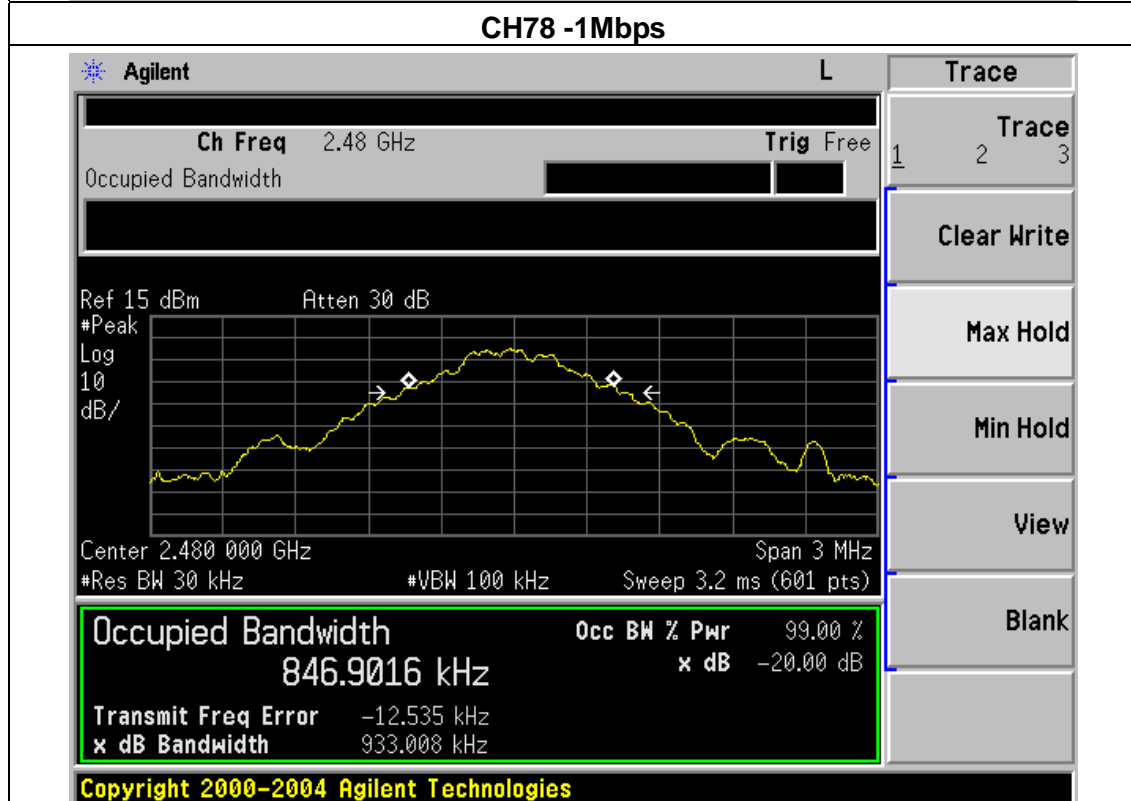 CH78 -1Mbps
Agilent L Trace
Ch Freq 2.48 GHz Trig Free
Occupied Bandwidth
Trace
1 2 3
Clear Write
Max Hold
Min Hold
View
Blank
Ref 15 dBm Atten 30 dB
#Peak
Log
10
dB/
Center 2.480 000 GHz Span 3 MHz
#Res BW 30 kHz #VBW 100 kHz Sweep 3.2 ms (601 pts)
Occupied Bandwidth Occ BW % Pwr 99.00 %
846.9016 kHz x dB -20.00 dB
Transmit Freq Error -12.535 kHz
x dB Bandwidth 933.008 kHz
Copyright 2000-2004 Agilent Technologies